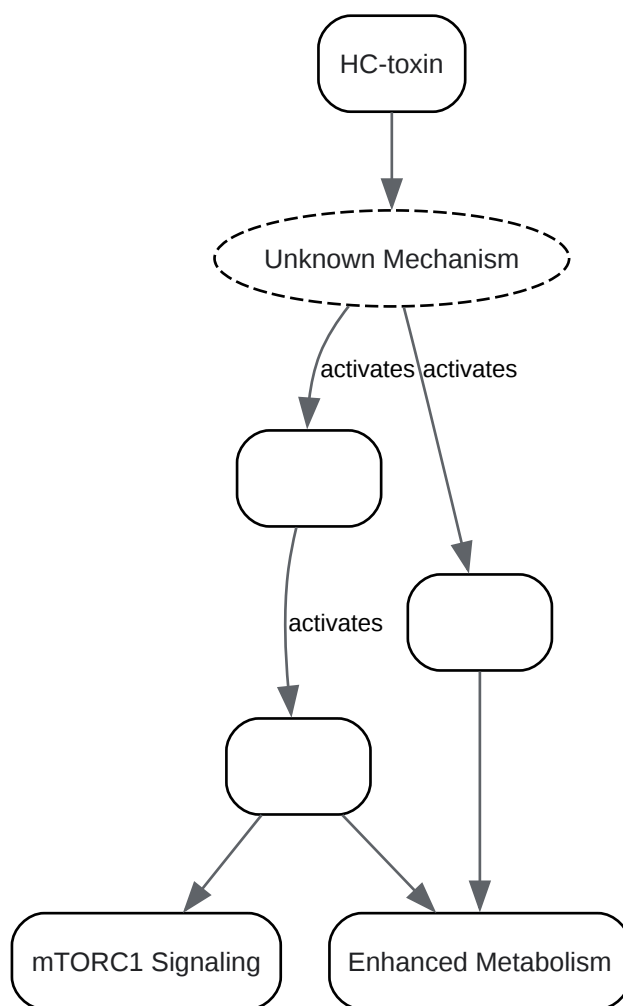 HC-toxin
Unknown Mechanism
activates
activates
activates
mTORC1 Signaling
Enhanced Metabolism